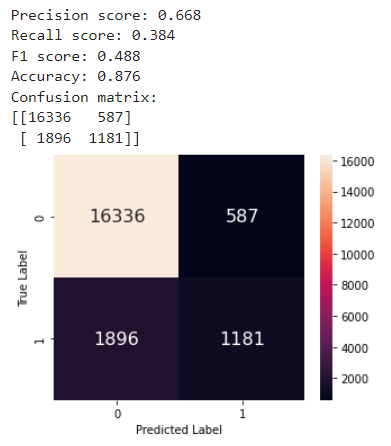 Precision score: 0.668
Recall score: 0.384
F1 score: 0.488
Accuracy: 0.876
Confusion matrix:
[[16336   587]
 [ 1896  1181]]
16336 587
1896 1181
0
1
True Label
0 1
Predicted Label
16000
14000
12000
10000
8000
6000
4000
2000